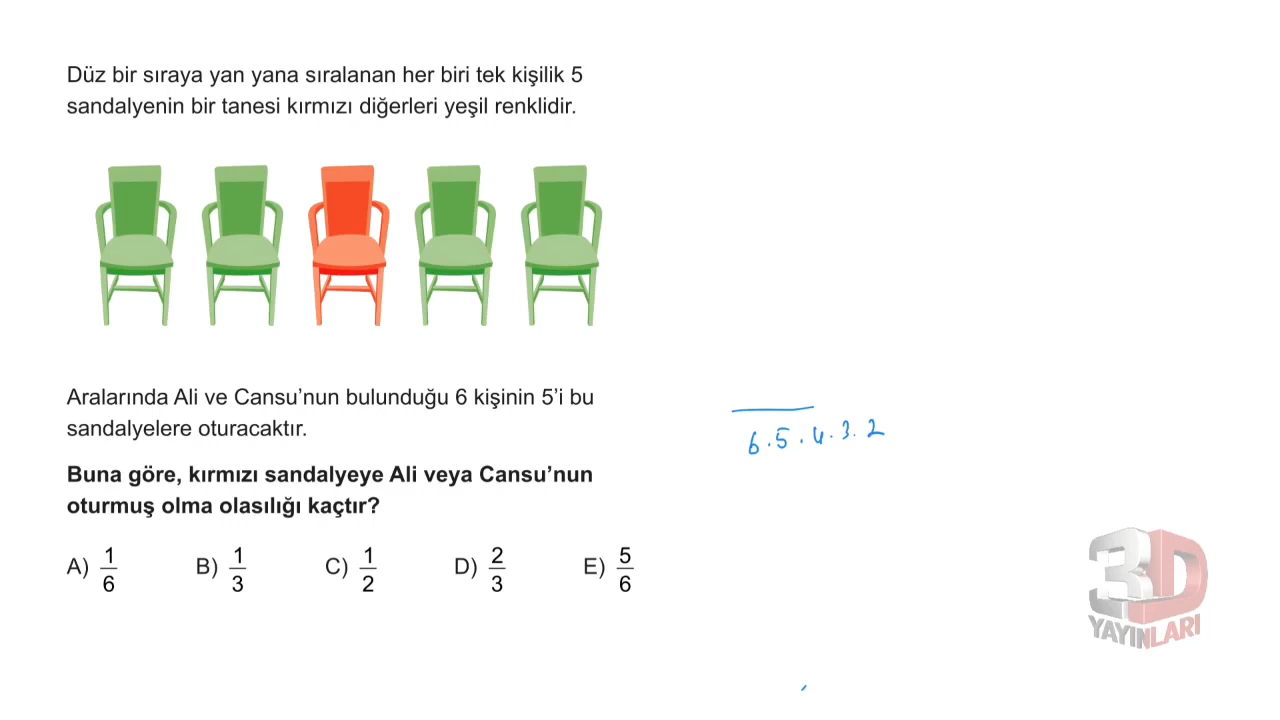 Düz bir sıraya yan yana sıralanan her biri tek kişilik 5
sandalyenin bir tanesi kırmızı diğerleri yeşil renklidir.
Aralarında Ali ve Cansu’nun bulunduğu 6 kişinin 5’i bu
sandalyelere oturacaktır.
Buna göre, kırmızı sandalyeye Ali veya Cansu’nun
oturmuş olma olasılığı kaçtır?
A) 1/6 B) 1/3 C) 1/2 D) 2/3 E) 5/6
6.5.4.3.2
3D
YAYINLARI